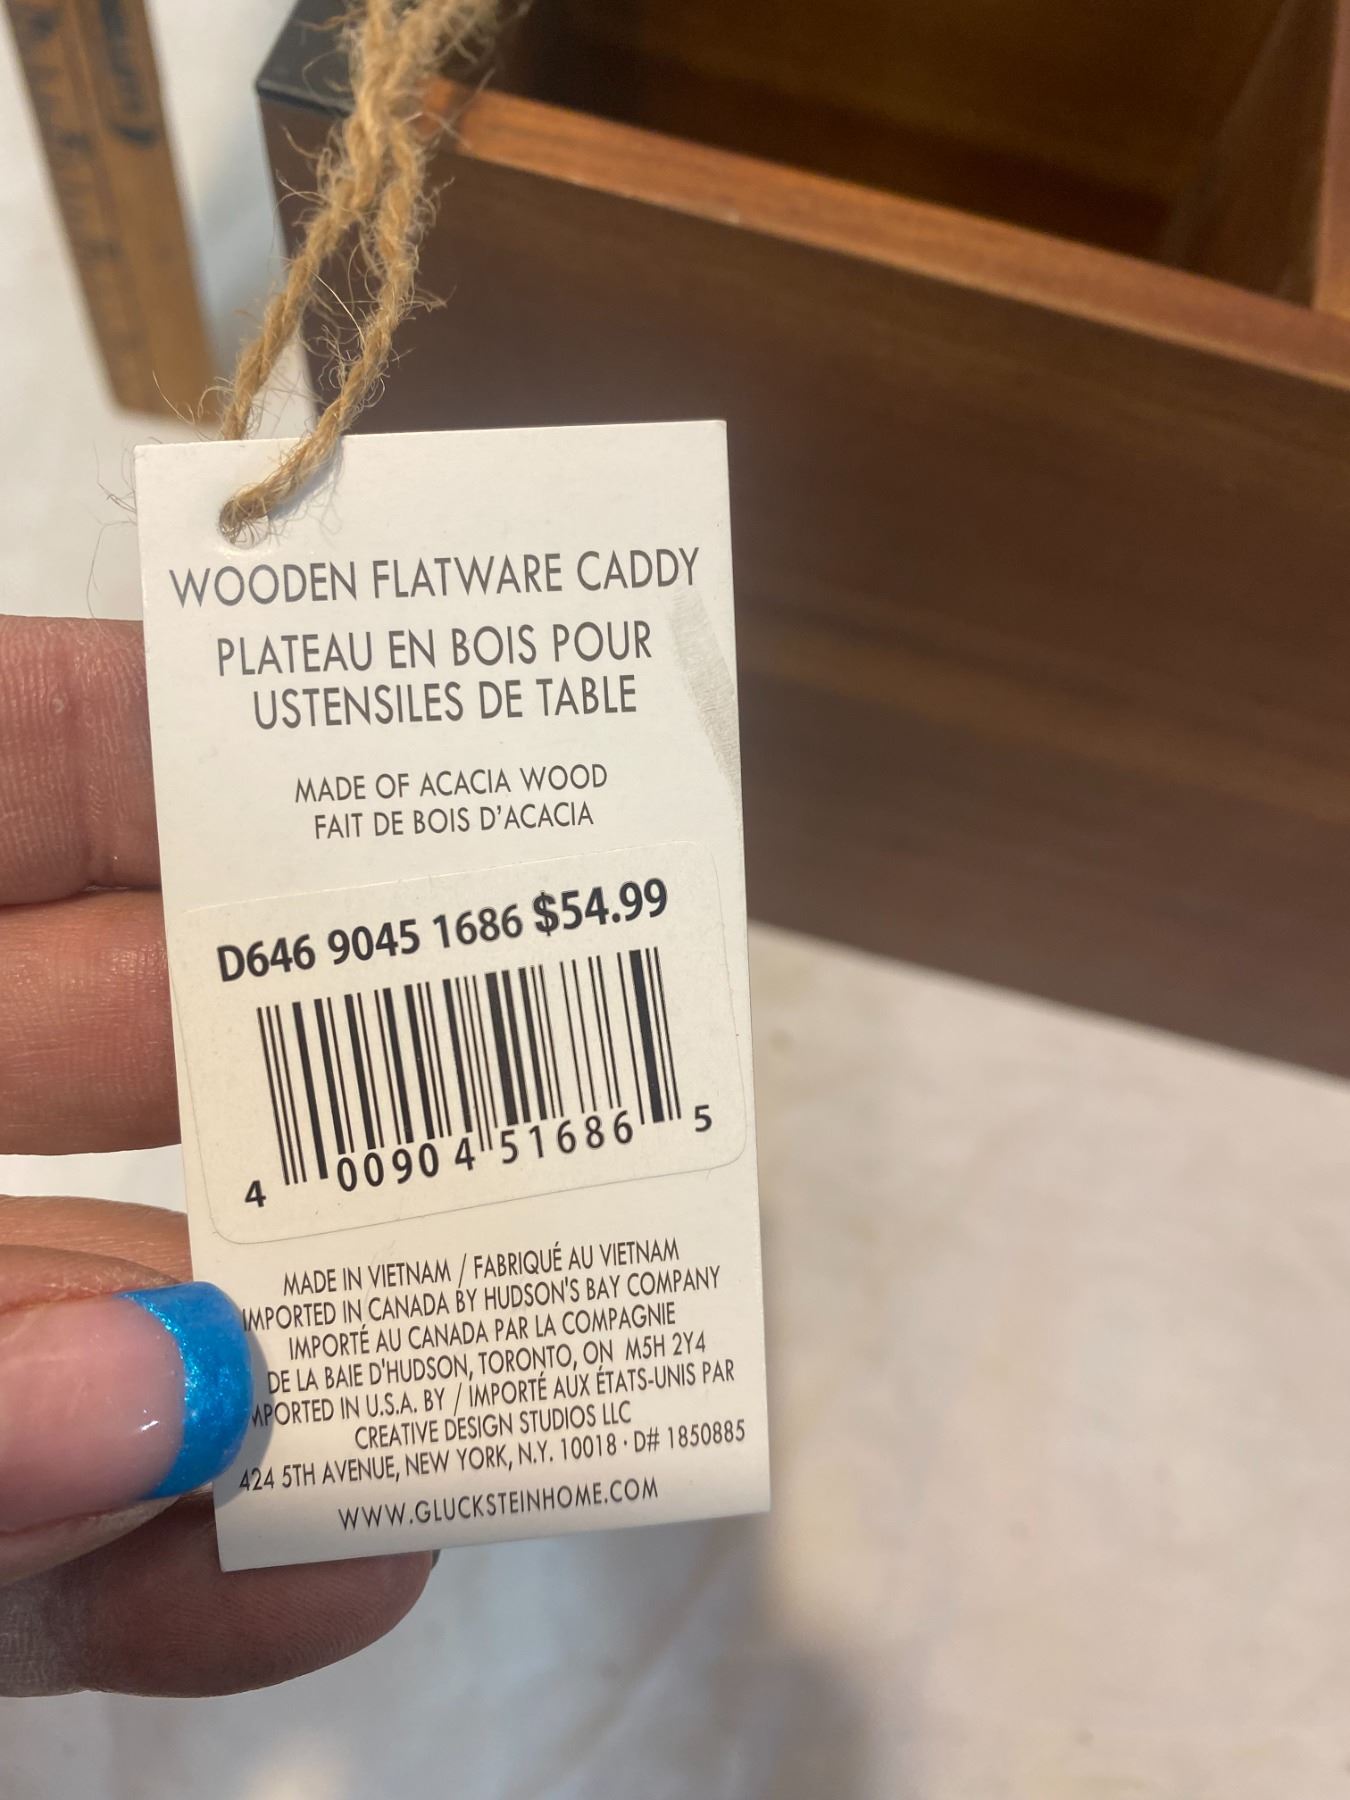 WOODEN FLATWARE CADDY
PLATEAU EN BOIS POUR
USTENSILES DE TABLE
MADE OF ACACIA WOOD
FAIT DE BOIS D'ACACIA
D646 9045 1686 $54.99
4 00904 51686 5
MADE IN VIETNAM / FABRIQUÉ AU VIETNAM
IMPORTED IN CANADA BY HUDSON'S BAY COMPANY
IMPORTÉ AU CANADA PAR LA COMPAGNIE
DE LA BAIE D'HUDSON, TORONTO, ON M5H 2Y4
MPORTED IN U.S.A. BY / IMPORTÉ AUX ÉTATS-UNIS PAR
CREATIVE DESIGN STUDIOS LLC
424 5TH AVENUE, NEW YORK, N.Y. 10018 · D# 1850885
WWW.GLUCKSTEINHOME.COM